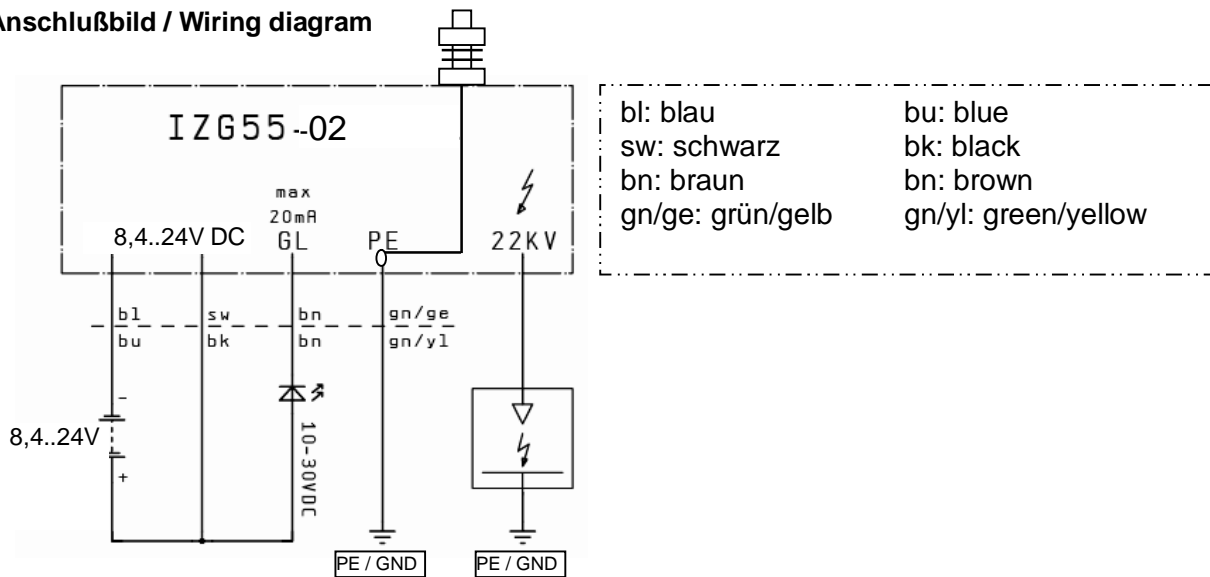 Anschlußbild / Wiring diagram
IZG55--02
max
20mA
8,4..24V DC
GL
PE
22KV
bl
sw
bn
gn/ge
bu
bk
bn
gn/yl
-
8,4..24V
+
10-30VDC
PE / GND
PE / GND
bl: blau bu: blue
sw: schwarz bk: black
bn: braun bn: brown
gn/ge: grün/gelb gn/yl: green/yellow